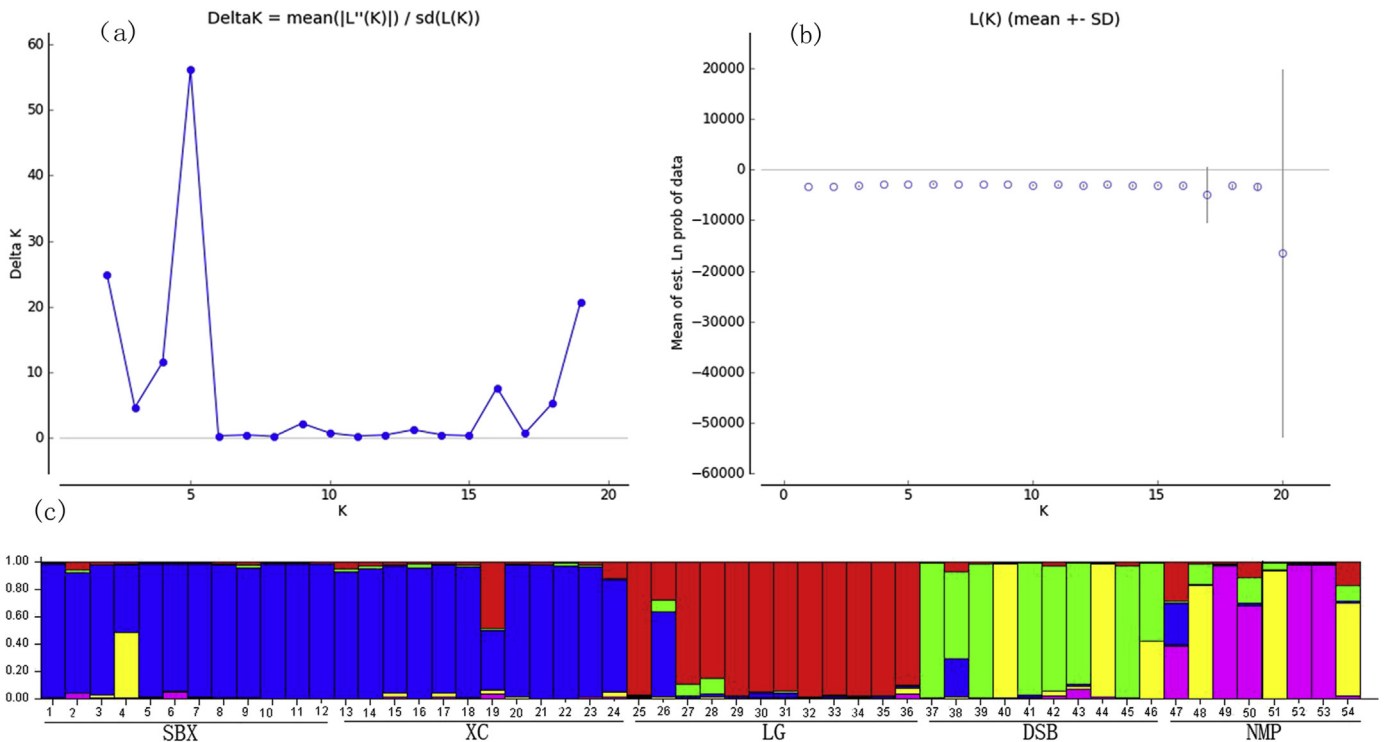 DeltaK = mean(|L''(K)|) / sd(L(K))
(a)
60
50
40
30
20
10
0
Delta K
5
10
15
20
K
L(K) (mean +- SD)
(b)
20000
10000
0
−10000
−20000
−30000
−40000
−50000
−60000
Mean of est. Ln prob of data
0
5
10
15
20
K
(c)
1.00
0.80
0.60
0.40
0.20
0.00
1 2 3 4 5 6 7 8 9 10 11 12 13 14 15 16 17 18 19 20 21 22 23 24 25 26 27 28 29 30 31 32 33 34 35 36 37 38 39 40 41 42 43 44 45 46 47 48 49 50 51 52 53 54
SBX XC LG DSB NMP